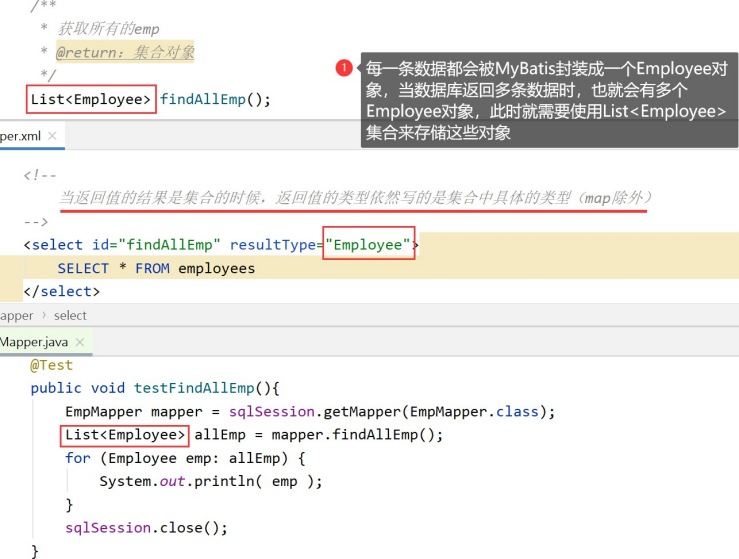 /**
* 获取所有的emp
* @return：集合对象
*/
List<Employee> findAllEmp();
1
每一条数据都会被MyBatis封装成一个Employee对
象，当数据库返回多条数据时，也就会有多个
Employee对象，此时就需要使用List<Employee>
集合来存储这些对象
per.xml ×
<!--
当返回值的结果是集合的时候，返回值的类型依然写的是集合中具体的类型（map除外）
-->
<select id="findAllEmp" resultType="Employee">
SELECT * FROM employees
</select>
apper › select
Mapper.java ×
@Test
public void testFindAllEmp(){
EmpMapper mapper = sqlSession.getMapper(EmpMapper.class);
List<Employee> allEmp = mapper.findAllEmp();
for (Employee emp: allEmp) {
System.out.println( emp );
}
sqlSession.close();
}